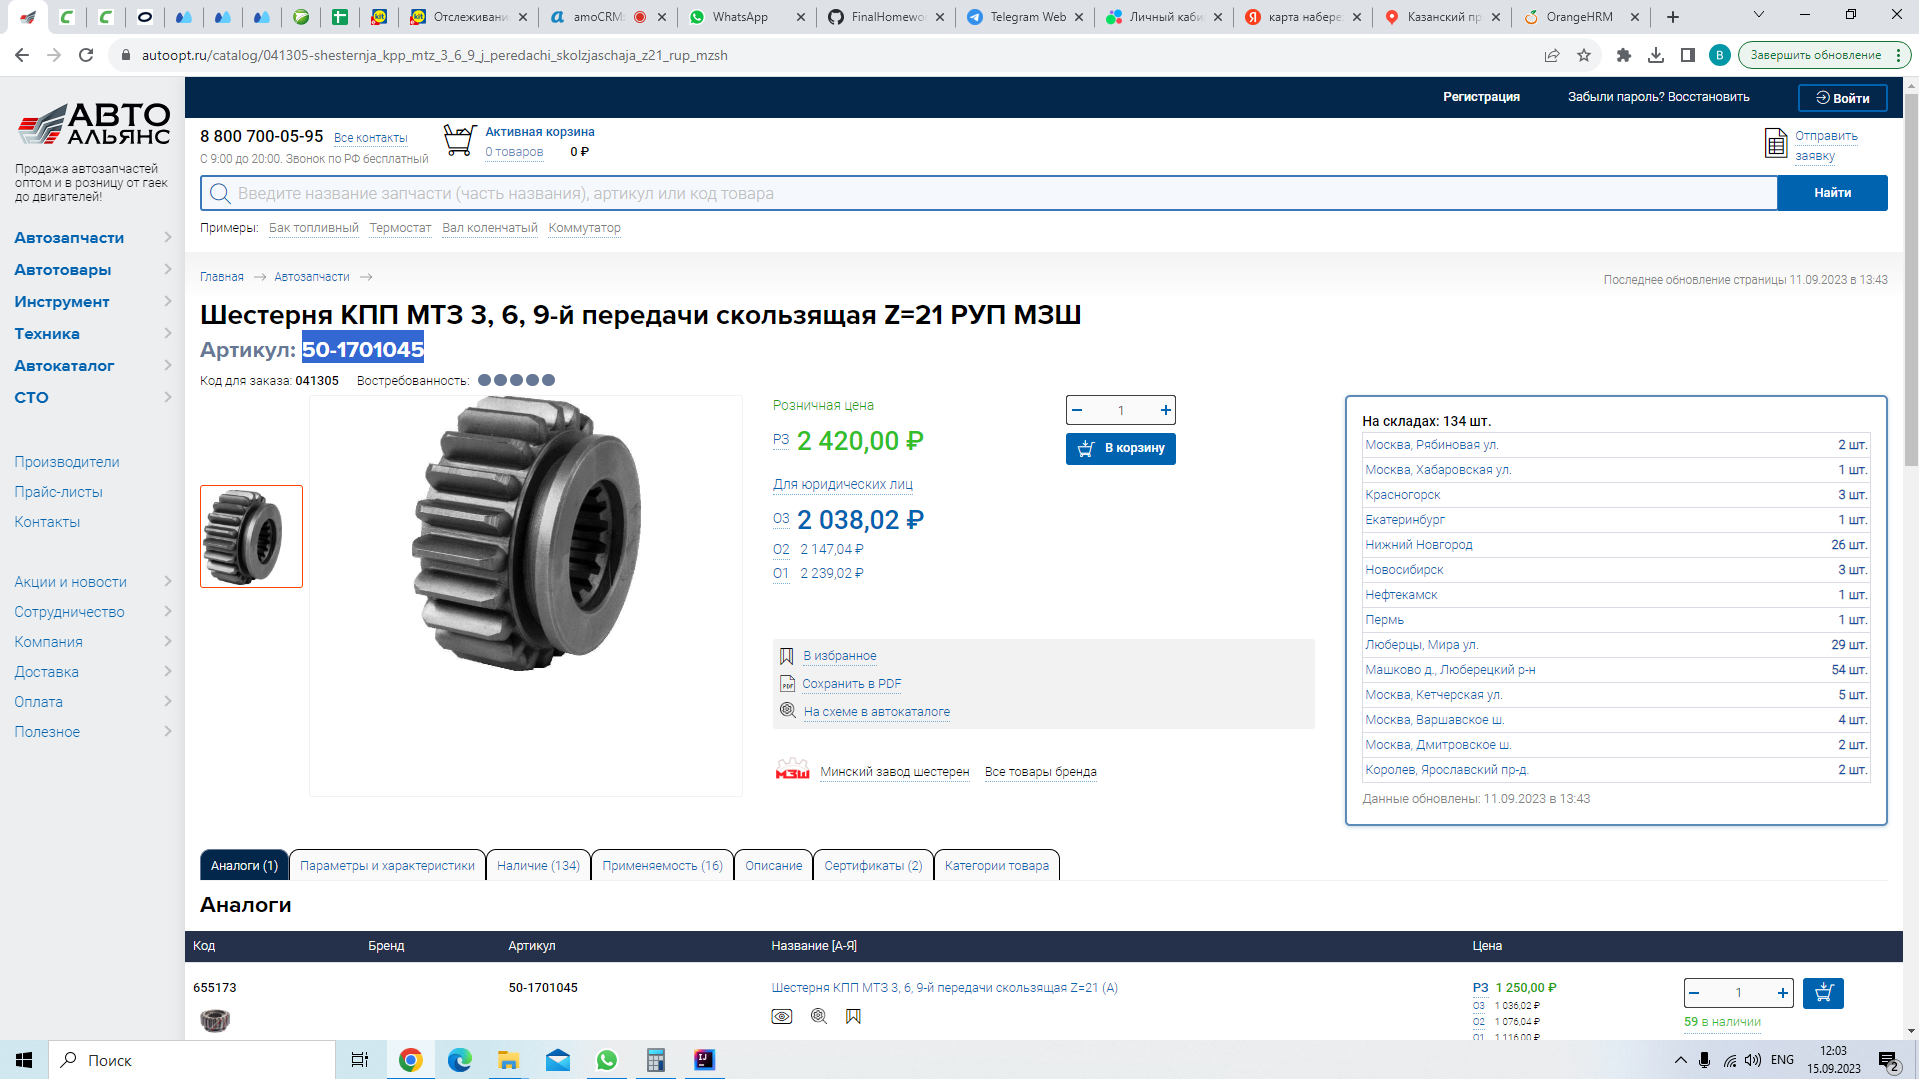 Отслеживани
amoCRM:
WhatsApp
FinalHomewo
Telegram Web
Личный каби
карта набере
Казанский пр
OrangeHRM
autoopt.ru/catalog/041305-shesternja_kpp_mtz_3_6_9_j_peredachi_skolzjaschaja_z21_rup_mzsh
B
Завершить обновление
АВТО
АЛЬЯНС
Продажа автозапчастей
оптом и в розницу от гаек
до двигателей!
Автозапчасти
Автотовары
Инструмент
Техника
Автокаталог
СТО
Производители
Прайс-листы
Контакты
Акции и новости
Сотрудничество
Компания
Доставка
Оплата
Полезное
Регистрация
Забыли пароль? Восстановить
Войти
8 800 700-05-95 Все контакты
С 9:00 до 20:00. Звонок по РФ бесплатный
Активная корзина
0 товаров 0 ₽
Отправить
заявку
Введите название запчасти (часть названия), артикул или код товара
Найти
Примеры: Бак топливный Термостат Вал коленчатый Коммутатор
Главная → Автозапчасти →
Последнее обновление страницы 11.09.2023 в 13:43
Шестерня КПП МТЗ 3, 6, 9-й передачи скользящая Z=21 РУП МЗШ
Артикул: 50-1701045
Код для заказа: 041305 Востребованность:
Розничная цена
РЗ 2 420,00 ₽
Для юридических лиц
О3 2 038,02 ₽
О2 2 147,04 ₽
О1 2 239,02 ₽
1
В корзину
В избранное
PDF Сохранить в PDF
На схеме в автокаталоге
МЗШ Минский завод шестерен Все товары бренда
На складах: 134 шт.
Москва, Рябиновая ул. 2 шт.
Москва, Хабаровская ул. 1 шт.
Красногорск 3 шт.
Екатеринбург 1 шт.
Нижний Новгород 26 шт.
Новосибирск 3 шт.
Нефтекамск 1 шт.
Пермь 1 шт.
Люберцы, Мира ул. 29 шт.
Машково д., Люберецкий р-н 54 шт.
Москва, Кетчерская ул. 5 шт.
Москва, Варшавское ш. 4 шт.
Москва, Дмитровское ш. 2 шт.
Королев, Ярославский пр-д. 2 шт.
Данные обновлены: 11.09.2023 в 13:43
Аналоги (1)
Параметры и характеристики
Наличие (134)
Применяемость (16)
Описание
Сертификаты (2)
Категории товара
Аналоги
Код Бренд Артикул Название [А-Я] Цена
655173 50-1701045 Шестерня КПП МТЗ 3, 6, 9-й передачи скользящая Z=21 (А)
РЗ 1 250,00 ₽
О3 1 036,02 ₽
О2 1 076,04 ₽
О1 1 116,00 ₽
1
59 в наличии
Поиск
ENG
12:03
15.09.2023
2